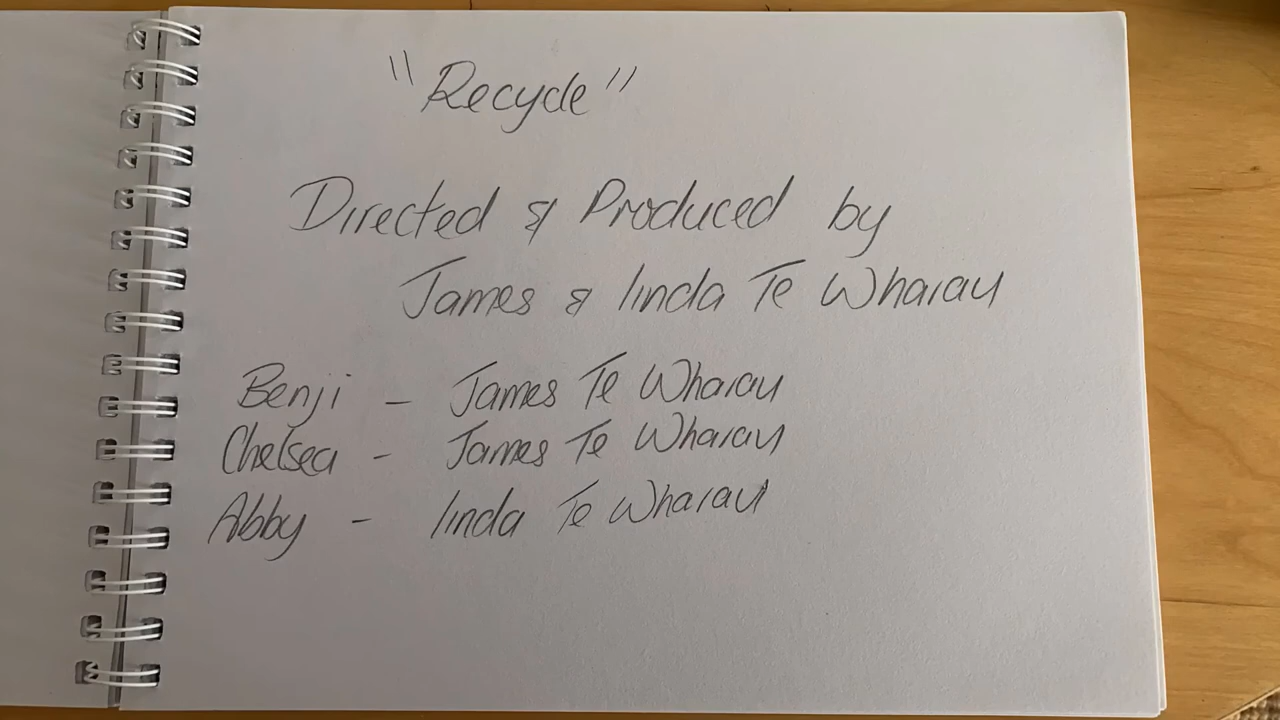 "Recycle"
Directed & Produced by
James & linda Te Wharau
Benji - James Te Wharau
Chelsea - James Te Wharau
Abby - linda Te Wharau